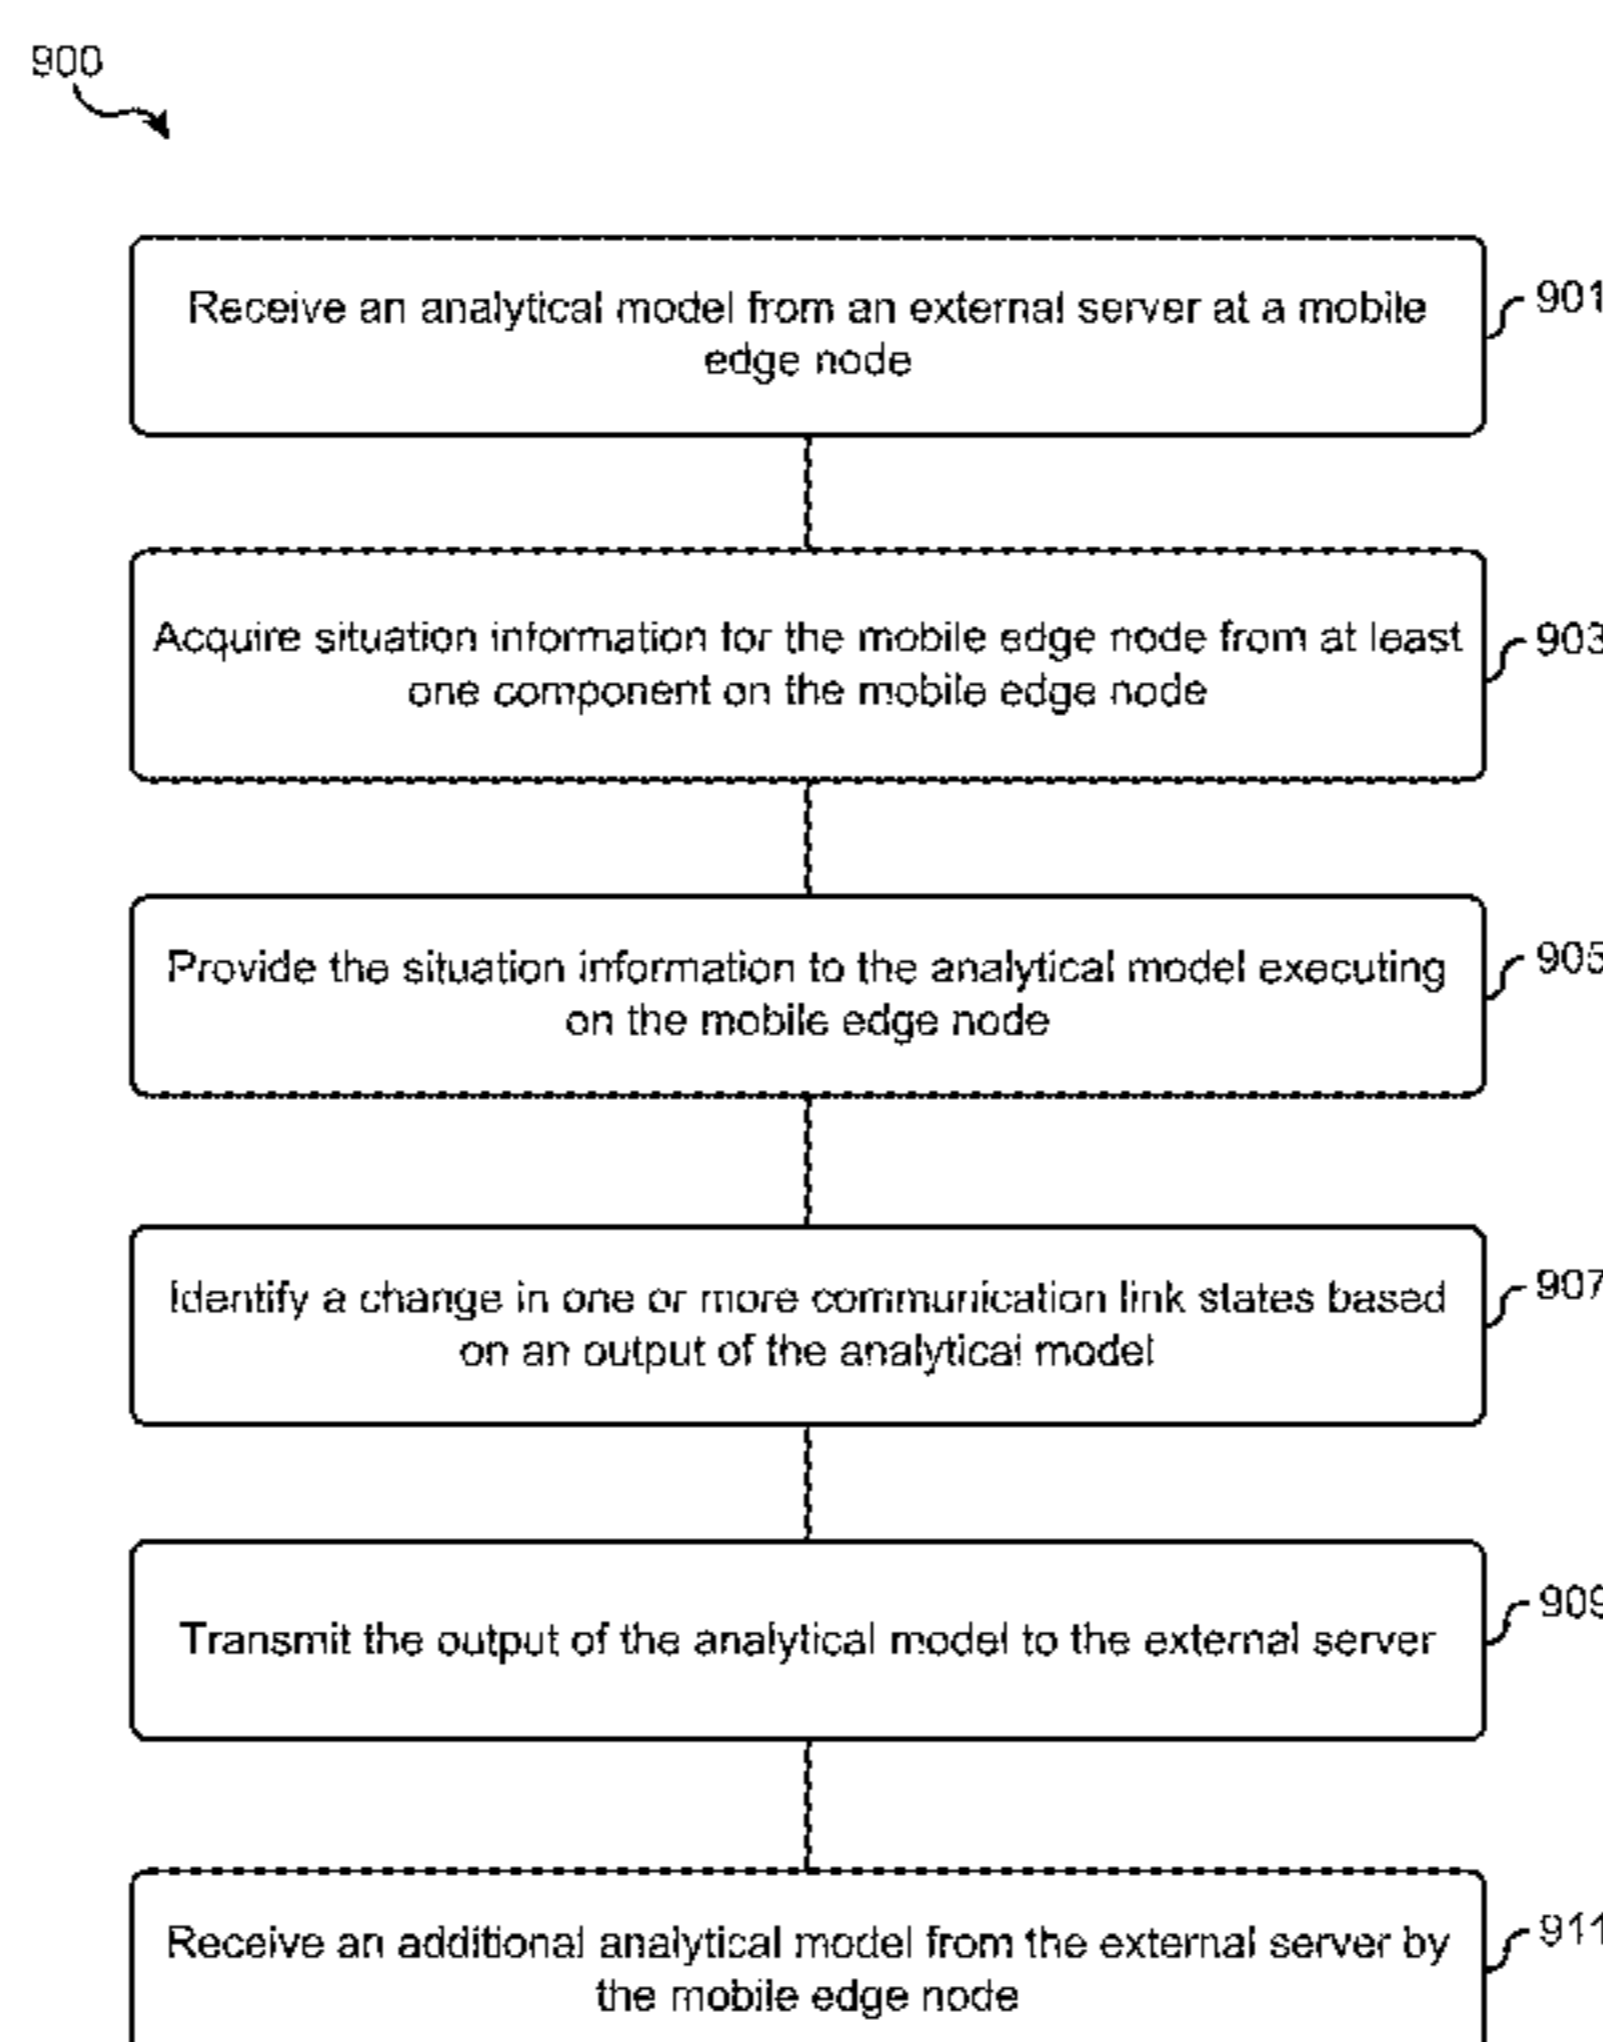 900
Receive an analytical model from an external server at a mobile
edge node
901
Acquire situation information for the mobile edge node from at least
one component on the mobile edge node
903
Provide the situation information to the analytical model executing
on the mobile edge node
905
Identify a change in one or more communication link states based
on an output of the analytical model
907
Transmit the output of the analytical model to the external server
909
Receive an additional analytical model from the external server by
the mobile edge node
911